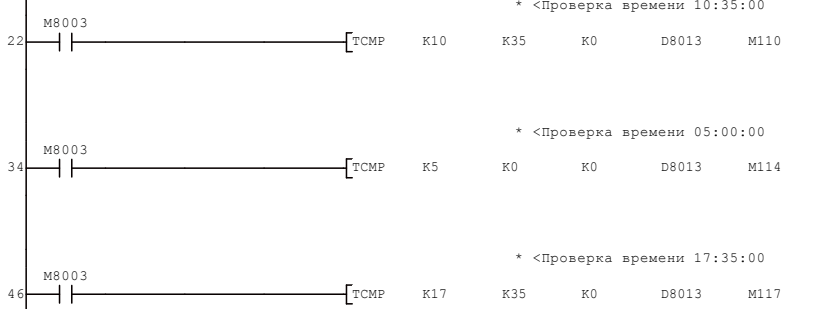 * <Проверка времени 10:35:00
M8003
22 [TCMP K10 K35 K0 D8013 M110
* <Проверка времени 05:00:00
M8003
34 [TCMP K5 K0 K0 D8013 M114
* <Проверка времени 17:35:00
M8003
46 [TCMP K17 K35 K0 D8013 M117